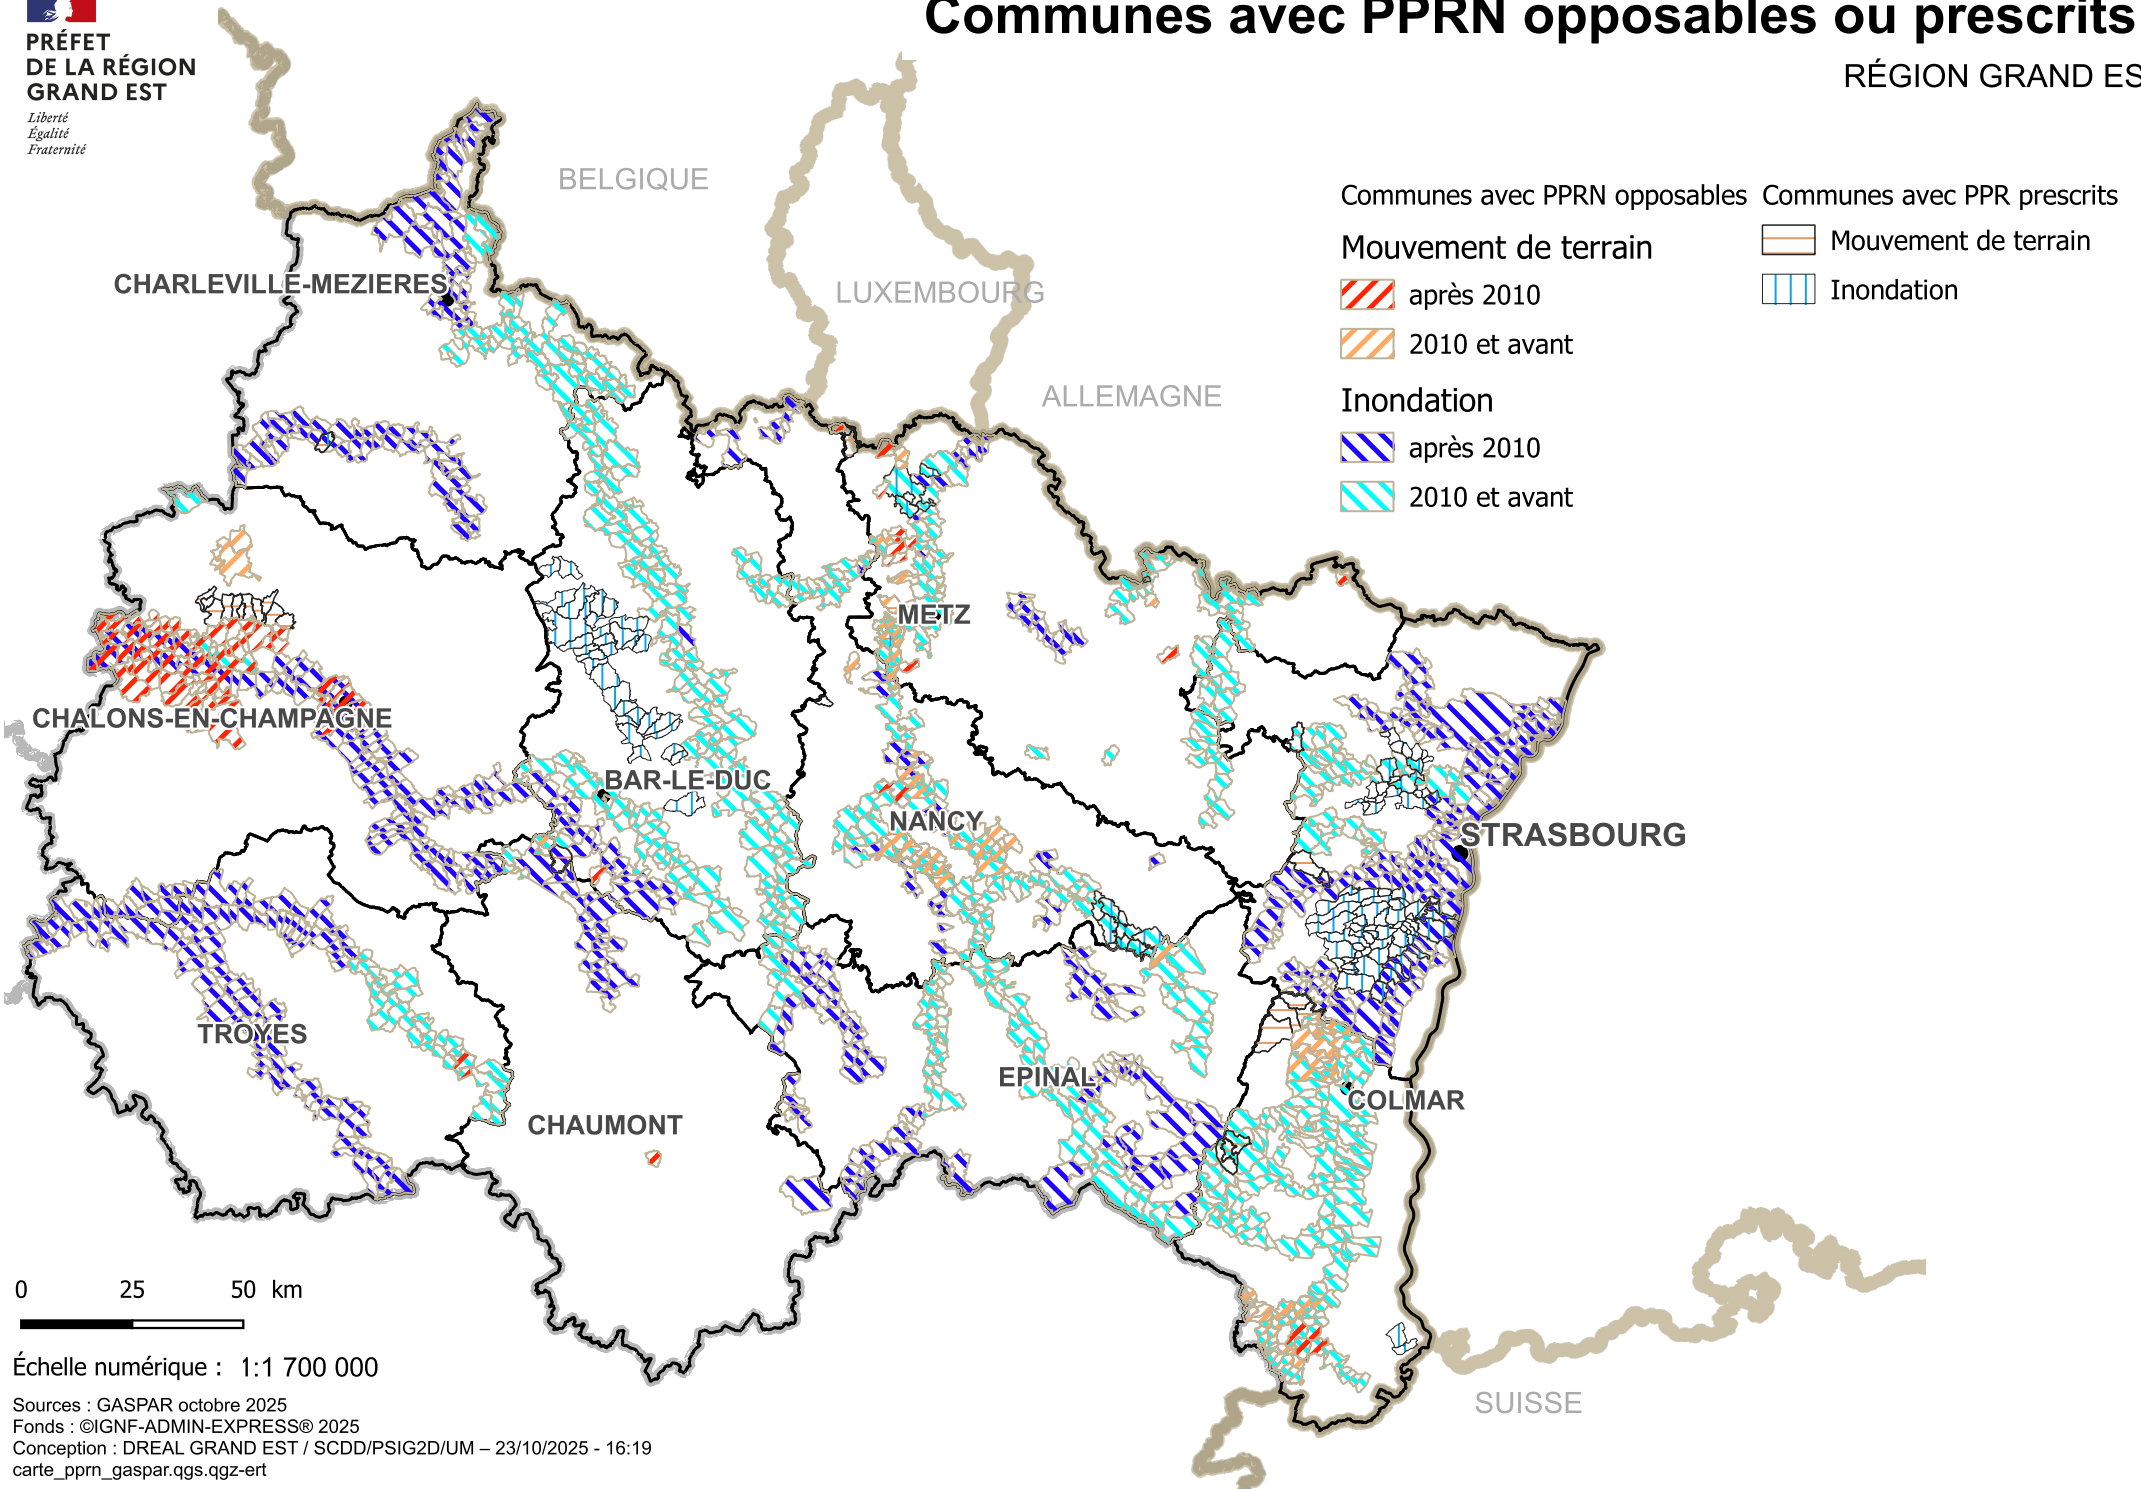 Communes avec PPRN opposables ou prescrits
RÉGION GRAND ES
PRÉFET
DE LA RÉGION
GRAND EST
Liberté
Égalité
Fraternité
BELGIQUE
LUXEMBOURG
ALLEMAGNE
SUISSE
Communes avec PPRN opposables
Mouvement de terrain
après 2010
2010 et avant
Inondation
après 2010
2010 et avant
Communes avec PPR prescrits
Mouvement de terrain
Inondation
CHARLEVILLE-MEZIERES
METZ
CHALONS-EN-CHAMPAGNE
BAR-LE-DUC
NANCY
STRASBOURG
TROYES
EPINAL
COLMAR
CHAUMONT
0 25 50 km
Échelle numérique : 1:1 700 000
Sources : GASPAR octobre 2025
Fonds : ©IGNF-ADMIN-EXPRESS® 2025
Conception : DREAL GRAND EST / SCDD/PSIG2D/UM – 23/10/2025 - 16:19
carte_pprn_gaspar.qgs.qgz-ert